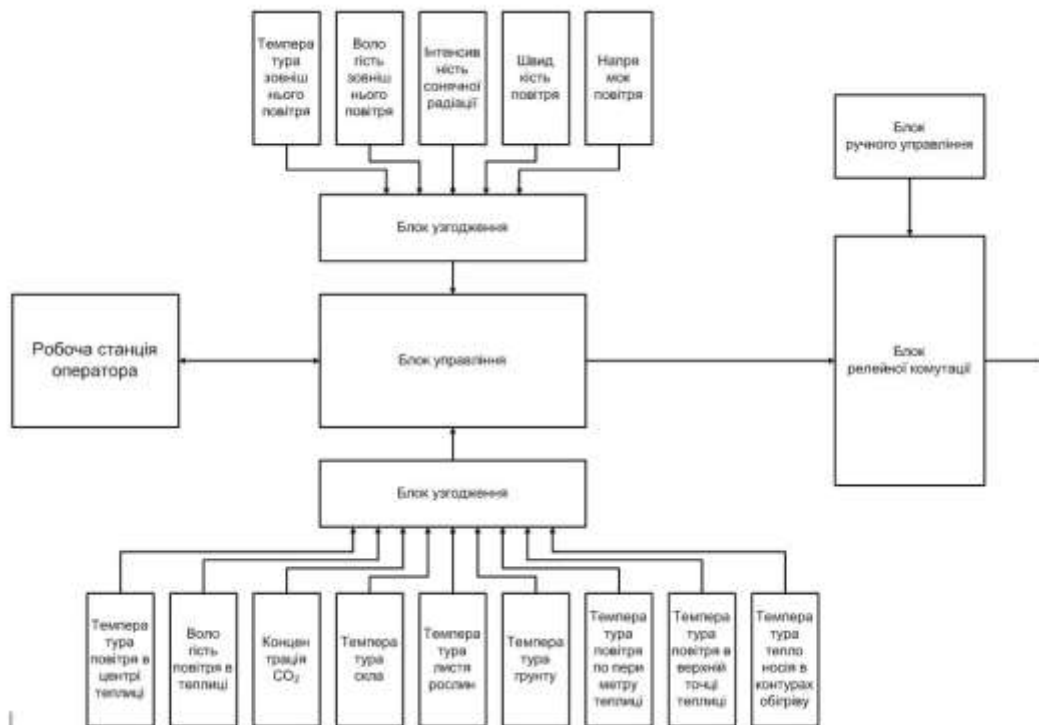 Темпера
тура
зовніш
нього
повітря
Воло
гість
зовніш
нього
повітря
Інтенсив
ність
сонячної
радіації
Швид
кість
повітря
Напря
мок
повітря
Блок
ручного управління
Блок узгодження
Робоча станція
оператора
Блок управління
Блок
релейної комутації
Блок узгодження
Темпера
тура
повітря в
центрі
теплиці
Воло
гість
повітря в
теплиці
Концен
трація
CO₂
Темпера
тура
скла
Темпера
тура
листя
рослин
Темпера
тура
ґрунту
Темпера
тура
повітря
по пери
метру
теплиці
Темпера
тура
повітря в
верхній
точці
теплиці
Темпера
тура
тепло
носія в
контурах
обігріву